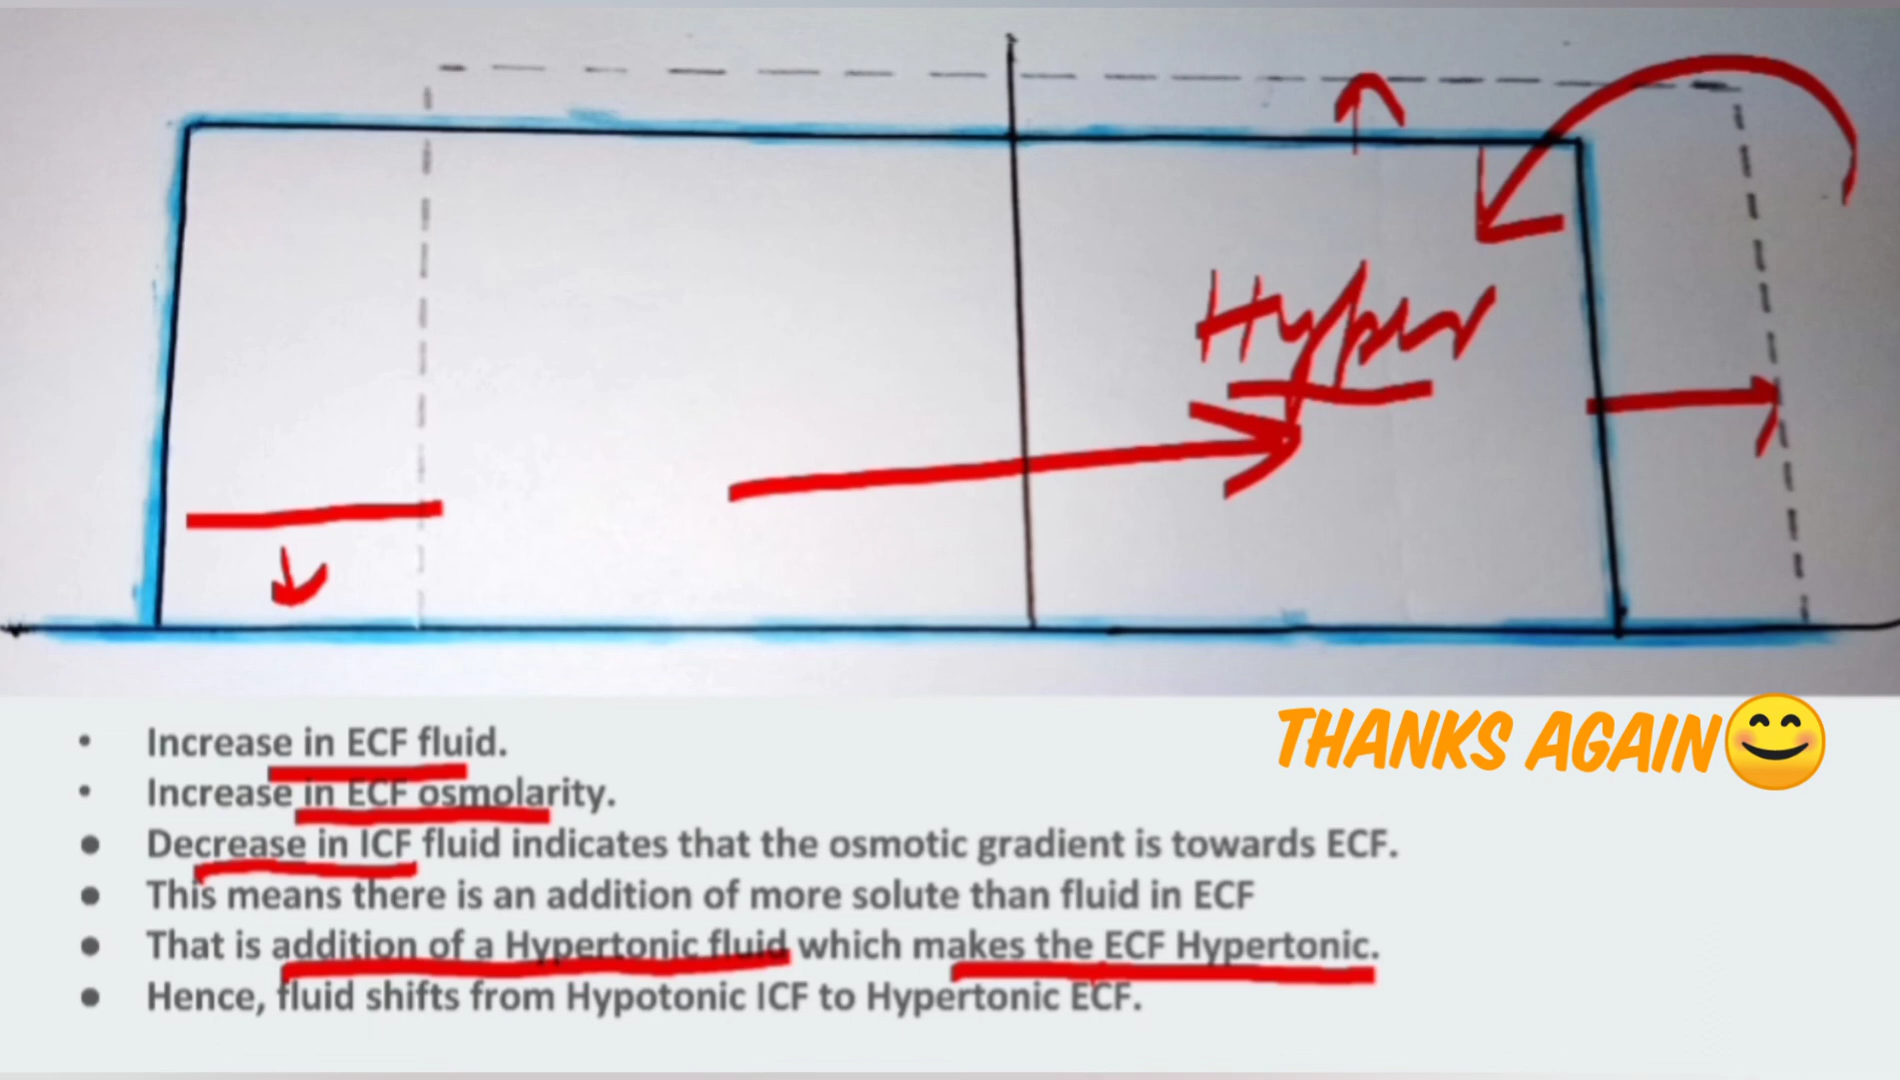 Hyper
• Increase in ECF fluid.
THANKS AGAIN😊
• Increase in ECF osmolarity.
● Decrease in ICF fluid indicates that the osmotic gradient is towards ECF.
● This means there is an addition of more solute than fluid in ECF
● That is addition of a Hypertonic fluid which makes the ECF Hypertonic.
● Hence, fluid shifts from Hypotonic ICF to Hypertonic ECF.